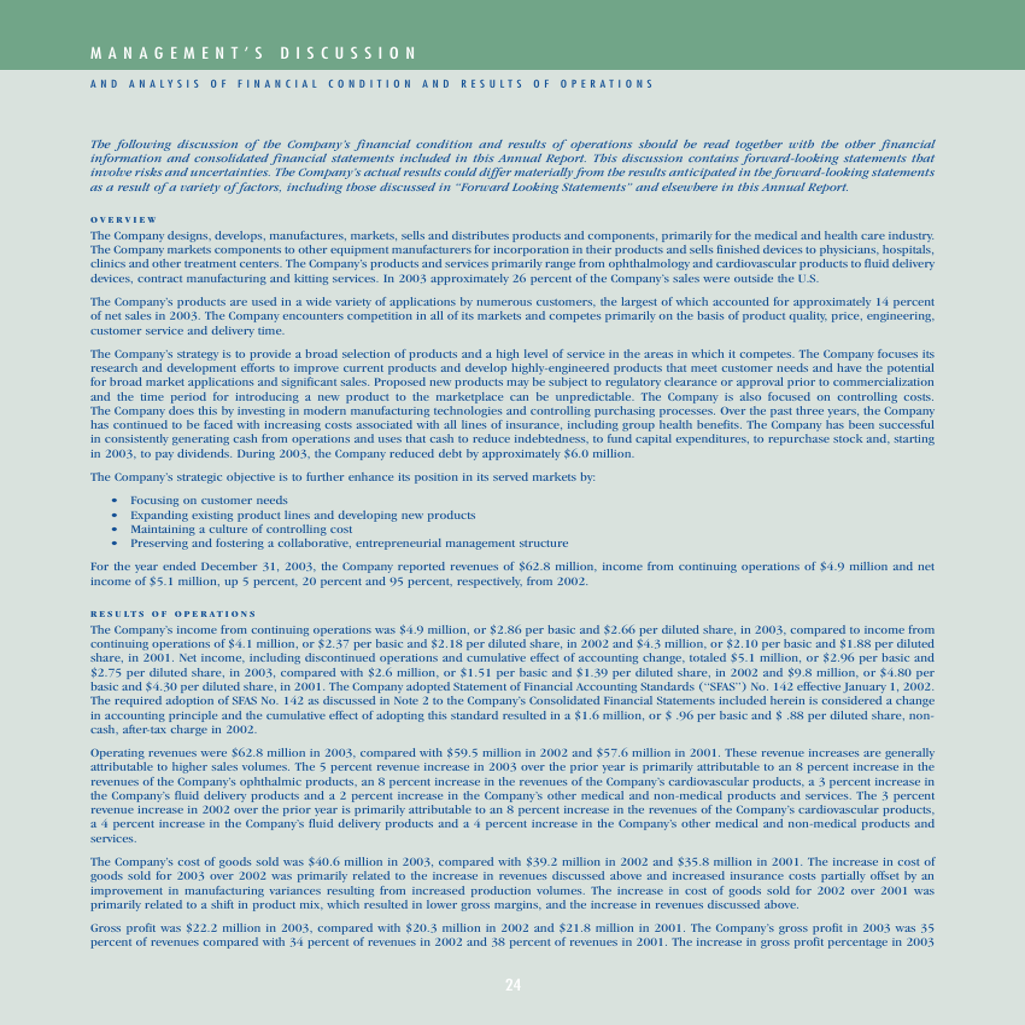 MANAGEMENT'S DISCUSSION
AND ANALYSIS OF FINANCIAL CONDITION AND RESULTS OF OPERATIONS
The following discussion of the Company's financial condition and results of operations should be read together with the other financial
information and consolidated financial statements included in this Annual Report. This discussion contains forward-looking statements that
involve risks and uncertainties. The Company's actual results could differ materially from the results anticipated in the forward-looking statements
as a result of a variety of factors, including those discussed in "Forward Looking Statements" and elsewhere in this Annual Report.
OVERVIEW
The Company designs, develops, manufactures, markets, sells and distributes products and components, primarily for the medical and health care industry.
The Company markets components to other equipment manufacturers for incorporation in their products and sells finished devices to physicians, hospitals,
clinics and other treatment centers. The Company's products and services primarily range from ophthalmology and cardiovascular products to fluid delivery
devices, contract manufacturing and kitting services. In 2003 approximately 26 percent of the Company's sales were outside the U.S.
The Company's products are used in a wide variety of applications by numerous customers, the largest of which accounted for approximately 14 percent
of net sales in 2003. The Company encounters competition in all of its markets and competes primarily on the basis of product quality, price, engineering,
customer service and delivery time.
The Company's strategy is to provide a broad selection of products and a high level of service in the areas in which it competes. The Company focuses its
research and development efforts to improve current products and develop highly-engineered products that meet customer needs and have the potential
for broad market applications and significant sales. Proposed new products may be subject to regulatory clearance or approval prior to commercialization
and the time period for introducing a new product to the marketplace can be unpredictable. The Company is also focused on controlling costs.
The Company does this by investing in modern manufacturing technologies and controlling purchasing processes. Over the past three years, the Company
has continued to be faced with increasing costs associated with all lines of insurance, including group health benefits. The Company has been successful
in consistently generating cash from operations and uses that cash to reduce indebtedness, to fund capital expenditures, to repurchase stock and, starting
in 2003, to pay dividends. During 2003, the Company reduced debt by approximately $6.0 million.
The Company's strategic objective is to further enhance its position in its served markets by:
• Focusing on customer needs
• Expanding existing product lines and developing new products
• Maintaining a culture of controlling cost
• Preserving and fostering a collaborative, entrepreneurial management structure
For the year ended December 31, 2003, the Company reported revenues of $62.8 million, income from continuing operations of $4.9 million and net
income of $5.1 million, up 5 percent, 20 percent and 95 percent, respectively, from 2002.
RESULTS OF OPERATIONS
The Company's income from continuing operations was $4.9 million, or $2.86 per basic and $2.66 per diluted share, in 2003, compared to income from
continuing operations of $4.1 million, or $2.37 per basic and $2.18 per diluted share, in 2002 and $4.3 million, or $2.10 per basic and $1.88 per diluted
share, in 2001. Net income, including discontinued operations and cumulative effect of accounting change, totaled $5.1 million, or $2.96 per basic and
$2.75 per diluted share, in 2003, compared with $2.6 million, or $1.51 per basic and $1.39 per diluted share, in 2002 and $9.8 million, or $4.80 per
basic and $4.30 per diluted share, in 2001. The Company adopted Statement of Financial Accounting Standards ("SFAS") No. 142 effective January 1, 2002.
The required adoption of SFAS No. 142 as discussed in Note 2 to the Company's Consolidated Financial Statements included herein is considered a change
in accounting principle and the cumulative effect of adopting this standard resulted in a $1.6 million, or $ .96 per basic and $ .88 per diluted share, non-
cash, after-tax charge in 2002.
Operating revenues were $62.8 million in 2003, compared with $59.5 million in 2002 and $57.6 million in 2001. These revenue increases are generally
attributable to higher sales volumes. The 5 percent revenue increase in 2003 over the prior year is primarily attributable to an 8 percent increase in the
revenues of the Company's ophthalmic products, an 8 percent increase in the revenues of the Company's cardiovascular products, a 3 percent increase in
the Company's fluid delivery products and a 2 percent increase in the Company's other medical and non-medical products and services. The 3 percent
revenue increase in 2002 over the prior year is primarily attributable to an 8 percent increase in the revenues of the Company's cardiovascular products,
a 4 percent increase in the Company's fluid delivery products and a 4 percent increase in the Company's other medical and non-medical products and
services.
The Company's cost of goods sold was $40.6 million in 2003, compared with $39.2 million in 2002 and $35.8 million in 2001. The increase in cost of
goods sold for 2003 over 2002 was primarily related to the increase in revenues discussed above and increased insurance costs partially offset by an
improvement in manufacturing variances resulting from increased production volumes. The increase in cost of goods sold for 2002 over 2001 was
primarily related to a shift in product mix, which resulted in lower gross margins, and the increase in revenues discussed above.
Gross profit was $22.2 million in 2003, compared with $20.3 million in 2002 and $21.8 million in 2001. The Company's gross profit in 2003 was 35
percent of revenues compared with 34 percent of revenues in 2002 and 38 percent of revenues in 2001. The increase in gross profit percentage in 2003
24